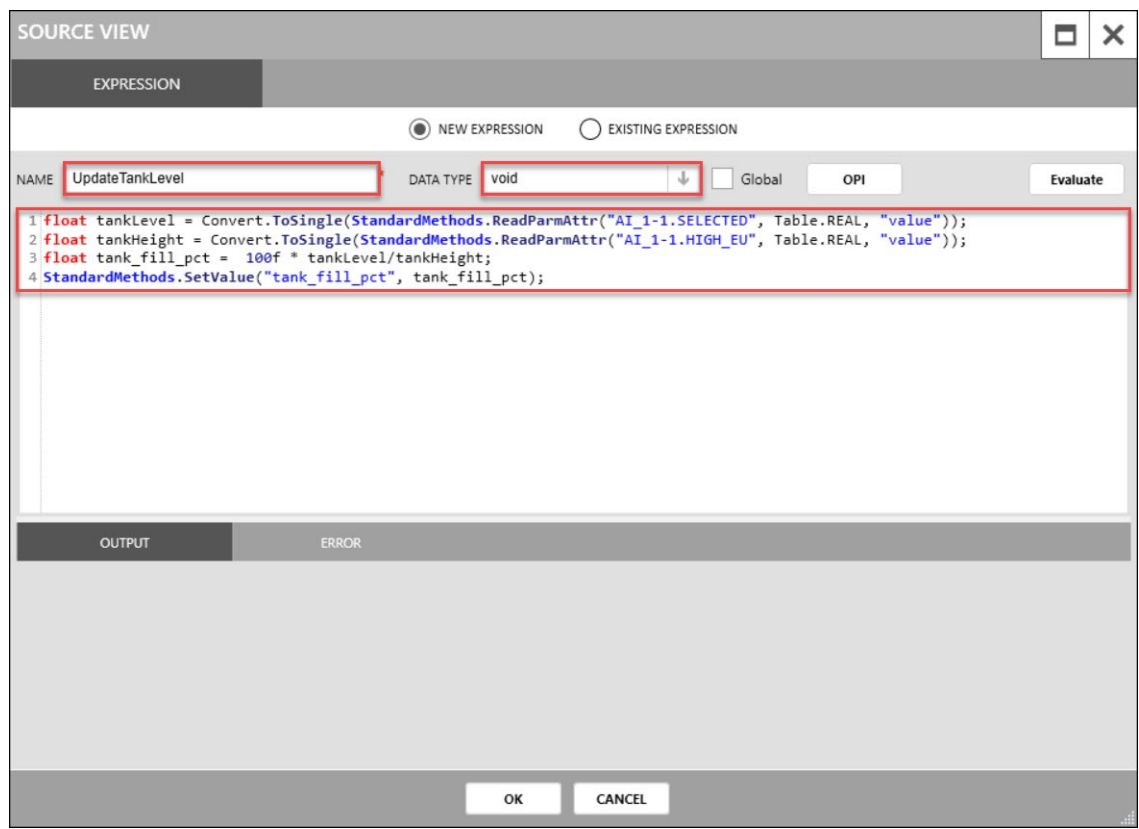 SOURCE VIEW
EXPRESSION
NEW EXPRESSION EXISTING EXPRESSION
NAME UpdateTankLevel * DATA TYPE void Global OPI Evaluate
1 float tankLevel = Convert.ToSingle(StandardMethods.ReadParmAttr("AI_1-1.SELECTED", Table.REAL, "value"));
2 float tankHeight = Convert.ToSingle(StandardMethods.ReadParmAttr("AI_1-1.HIGH_EU", Table.REAL, "value"));
3 float tank_fill_pct =  100f * tankLevel/tankHeight;
4 StandardMethods.SetValue("tank_fill_pct", tank_fill_pct);
OUTPUT ERROR
OK CANCEL